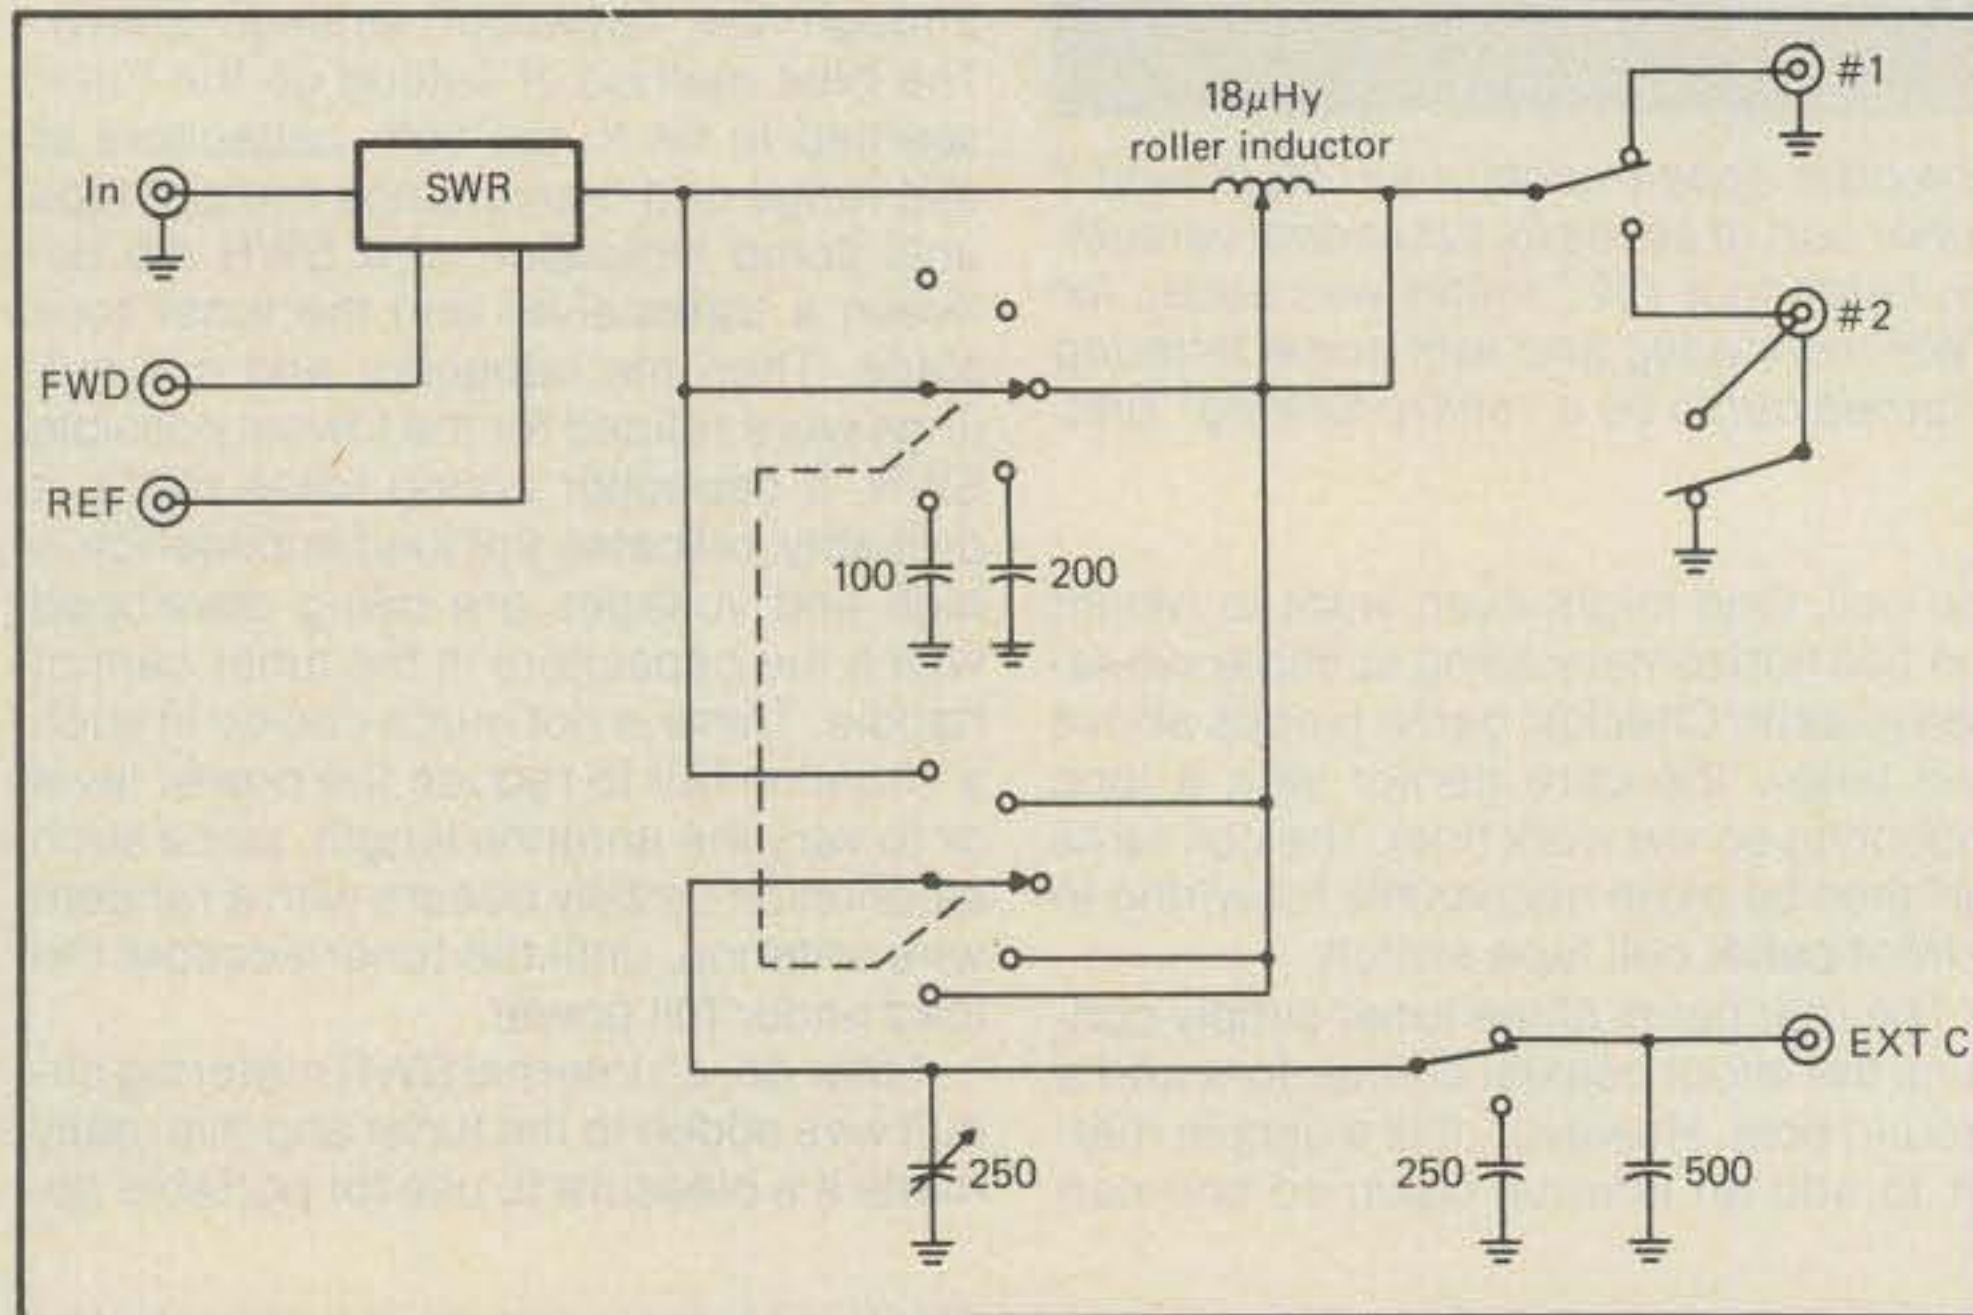 #1
18μHy
roller inductor
In
SWR
#2
FWD
REF
100
200
EXT C
250
250
500